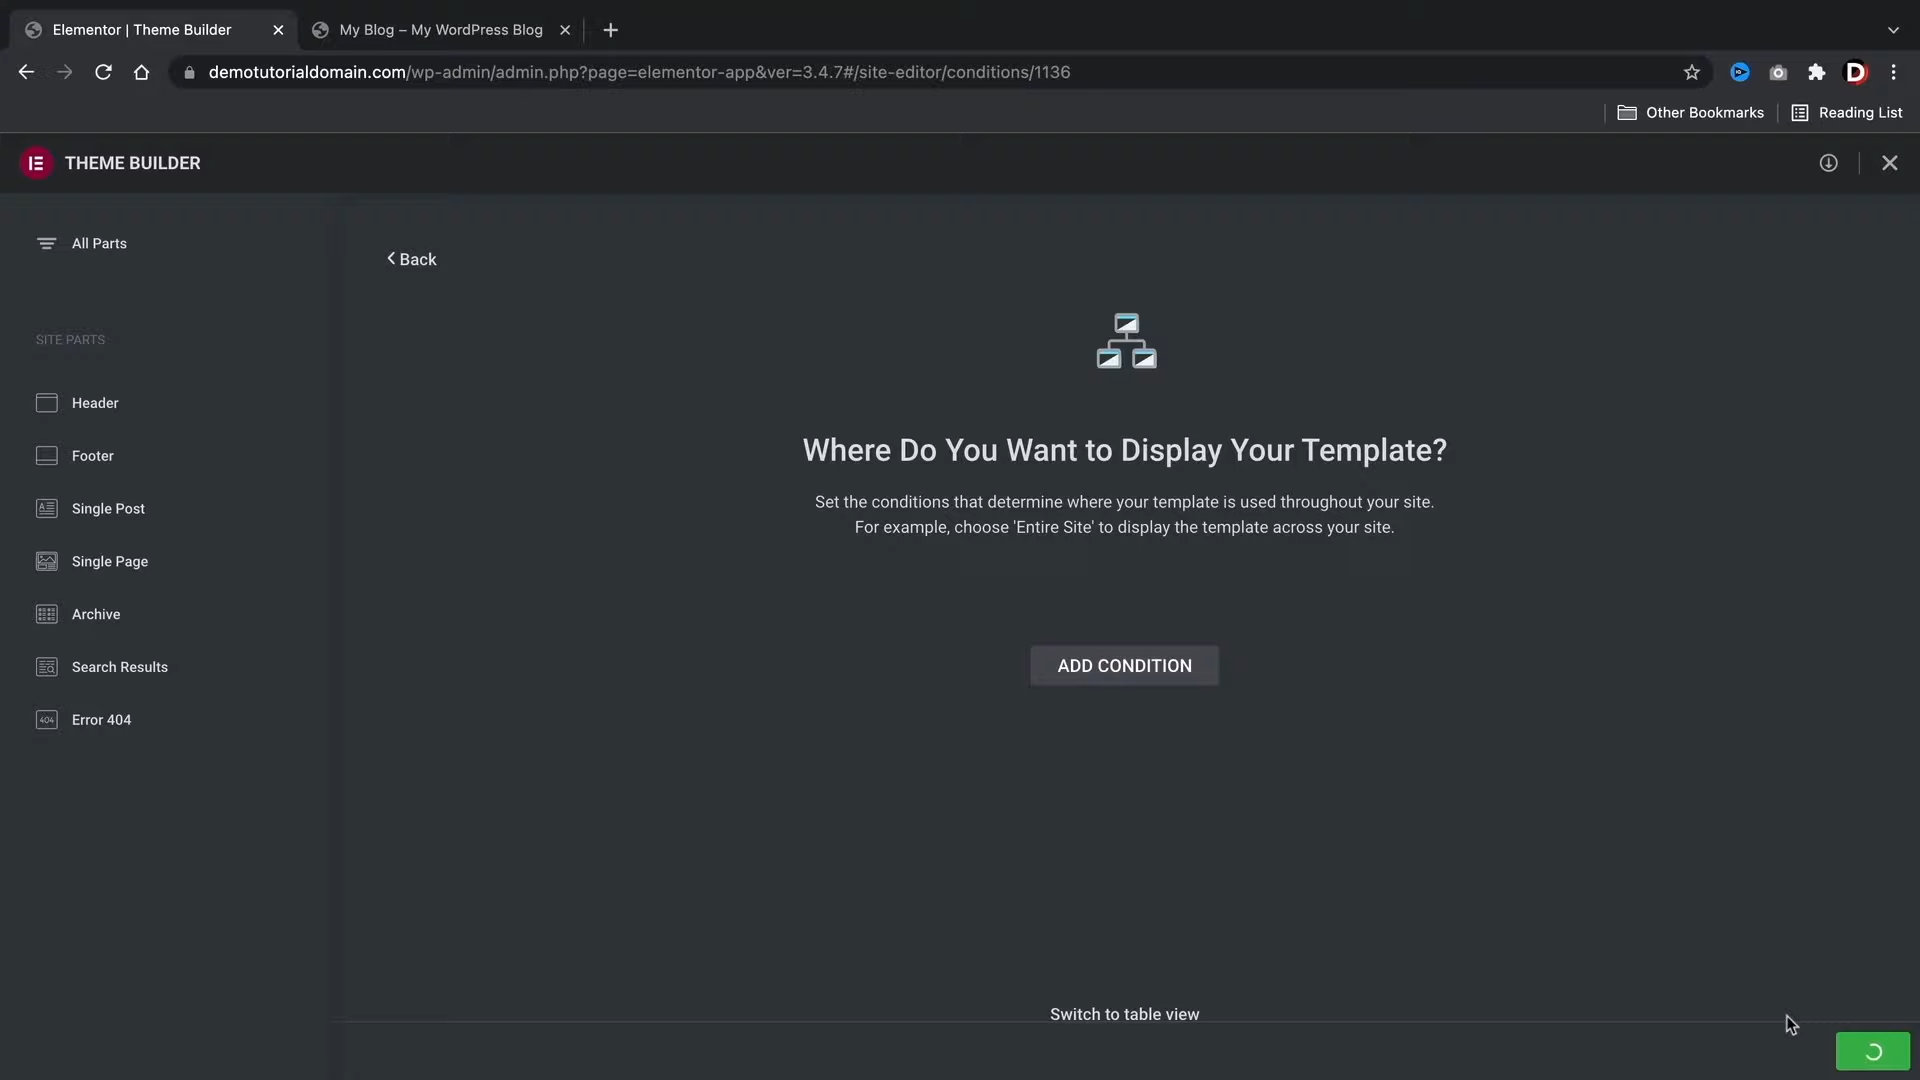 Elementor | Theme Builder
My Blog – My WordPress Blog
demotutorialdomain.com/wp-admin/admin.php?page=elementor-app&ver=3.4.7#/site-editor/conditions/1136
D
Other Bookmarks
Reading List
THEME BUILDER
All Parts
Back
SITE PARTS
Header
Footer
Single Post
Single Page
Archive
Search Results
404 Error 404
Where Do You Want to Display Your Template?
Set the conditions that determine where your template is used throughout your site.
For example, choose 'Entire Site' to display the template across your site.
ADD CONDITION
Switch to table view